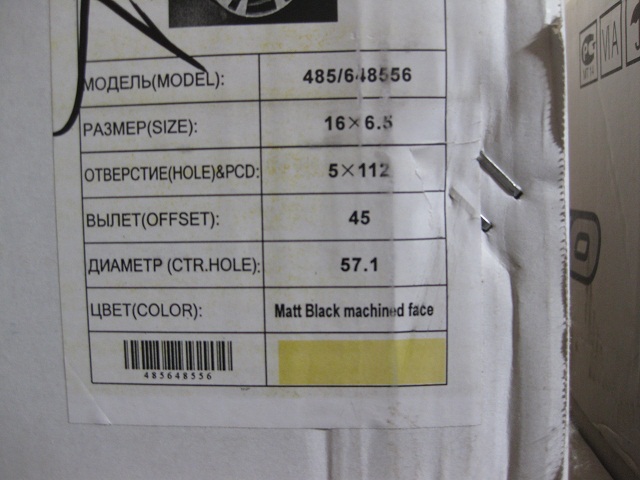 МОДЕЛЬ(MODEL): 485/648556
РАЗМЕР(SIZE): 16×6.5
ОТВЕРСТИЕ(HOLE)&PCD: 5×112
ВЫЛЕТ(OFFSET): 45
ДИАМЕТР (CTR.HOLE): 57.1
ЦВЕТ(COLOR): Matt Black machined face
485648556